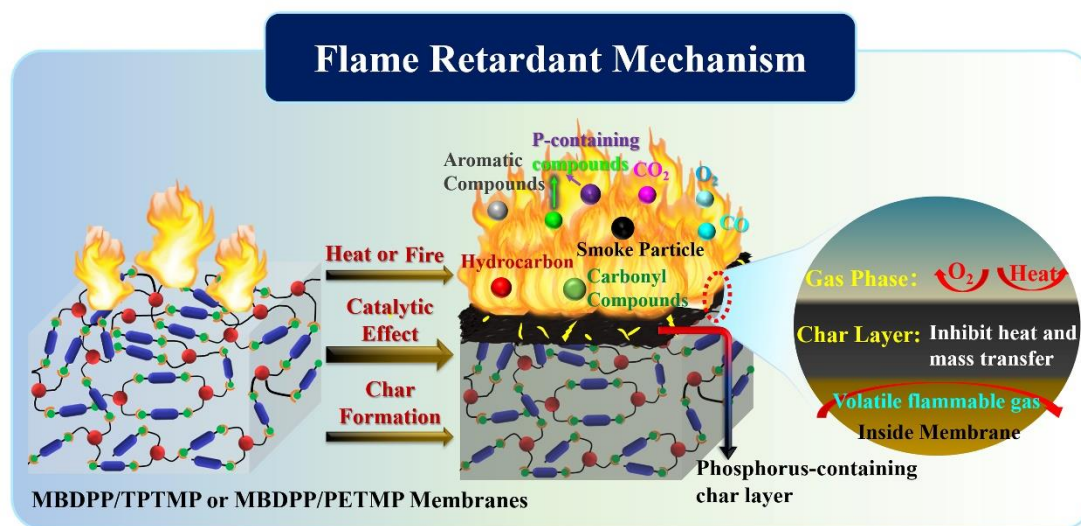 Flame Retardant Mechanism
P-containing
compounds
Aromatic
Compounds
CO₂
O₂
CO
Smoke Particle
Hydrocarbon
Carbonyl
Compounds
Heat or Fire
Catalytic
Effect
Char
Formation
Gas Phase:
O₂
Heat
Char Layer:
Inhibit heat and
mass transfer
Volatile flammable gas
Inside Membrane
Phosphorus-containing
char layer
MBDPP/TPTMP or MBDPP/PETMP Membranes